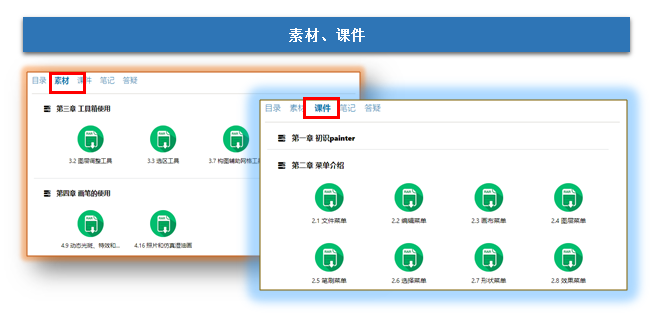 素材、课件
目录 素材 课件 笔记 答疑
第三章 工具箱使用
3.2 图层调整工具 3.3 选区工具 3.7 构图辅助网格工具
第四章 画笔的使用
4.9 动态光斑、特效和... 4.16 照片和仿真湿油画
目录 素材 课件 笔记 答疑
第一章 初识painter
第二章 菜单介绍
2.1 文件菜单 2.2 编辑菜单 2.3 画布菜单 2.4 图层菜单
2.5 笔刷菜单 2.6 选择菜单 2.7 形状菜单 2.8 效果菜单